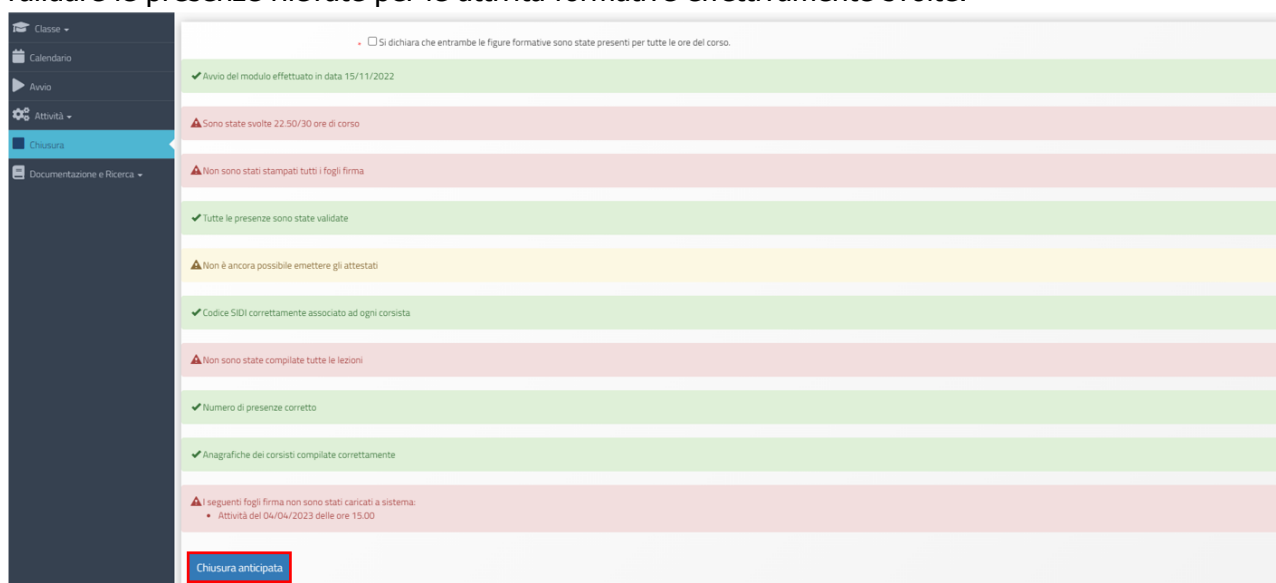 validare le presenze rilevate per le attività formative effettivamente svolte.
Classe
Calendario
Avvio
Attività
Chiusura
Documentazione e Ricerca
Si dichiara che entrambe le figure formative sono state presenti per tutte le ore del corso.
Avvio del modulo effettuato in data 15/11/2022
Sono state svolte 22.50/30 ore di corso
Non sono stati stampati tutti i fogli firma
Tutte le presenze sono state validate
Non è ancora possibile emettere gli attestati
Codice SIDI correttamente associato ad ogni corsista
Non sono state compilate tutte le lezioni
Numero di presenze corretto
Anagrafiche dei corsisti compilate correttamente
I seguenti fogli firma non sono stati caricati a sistema:
• Attività del 04/04/2023 delle ore 15.00
Chiusura anticipata